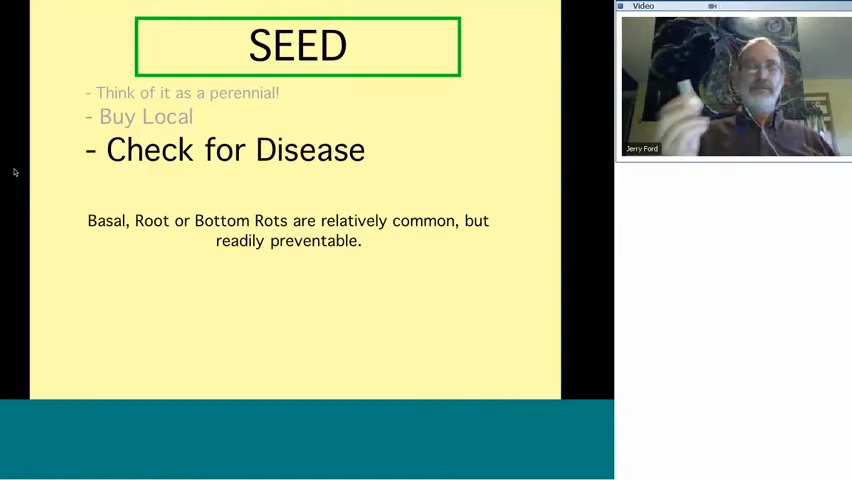 SEED
- Think of it as a perennial!
- Buy Local
- Check for Disease
Basal, Root or Bottom Rots are relatively common, but
readily preventable.
Video
Jerry Ford